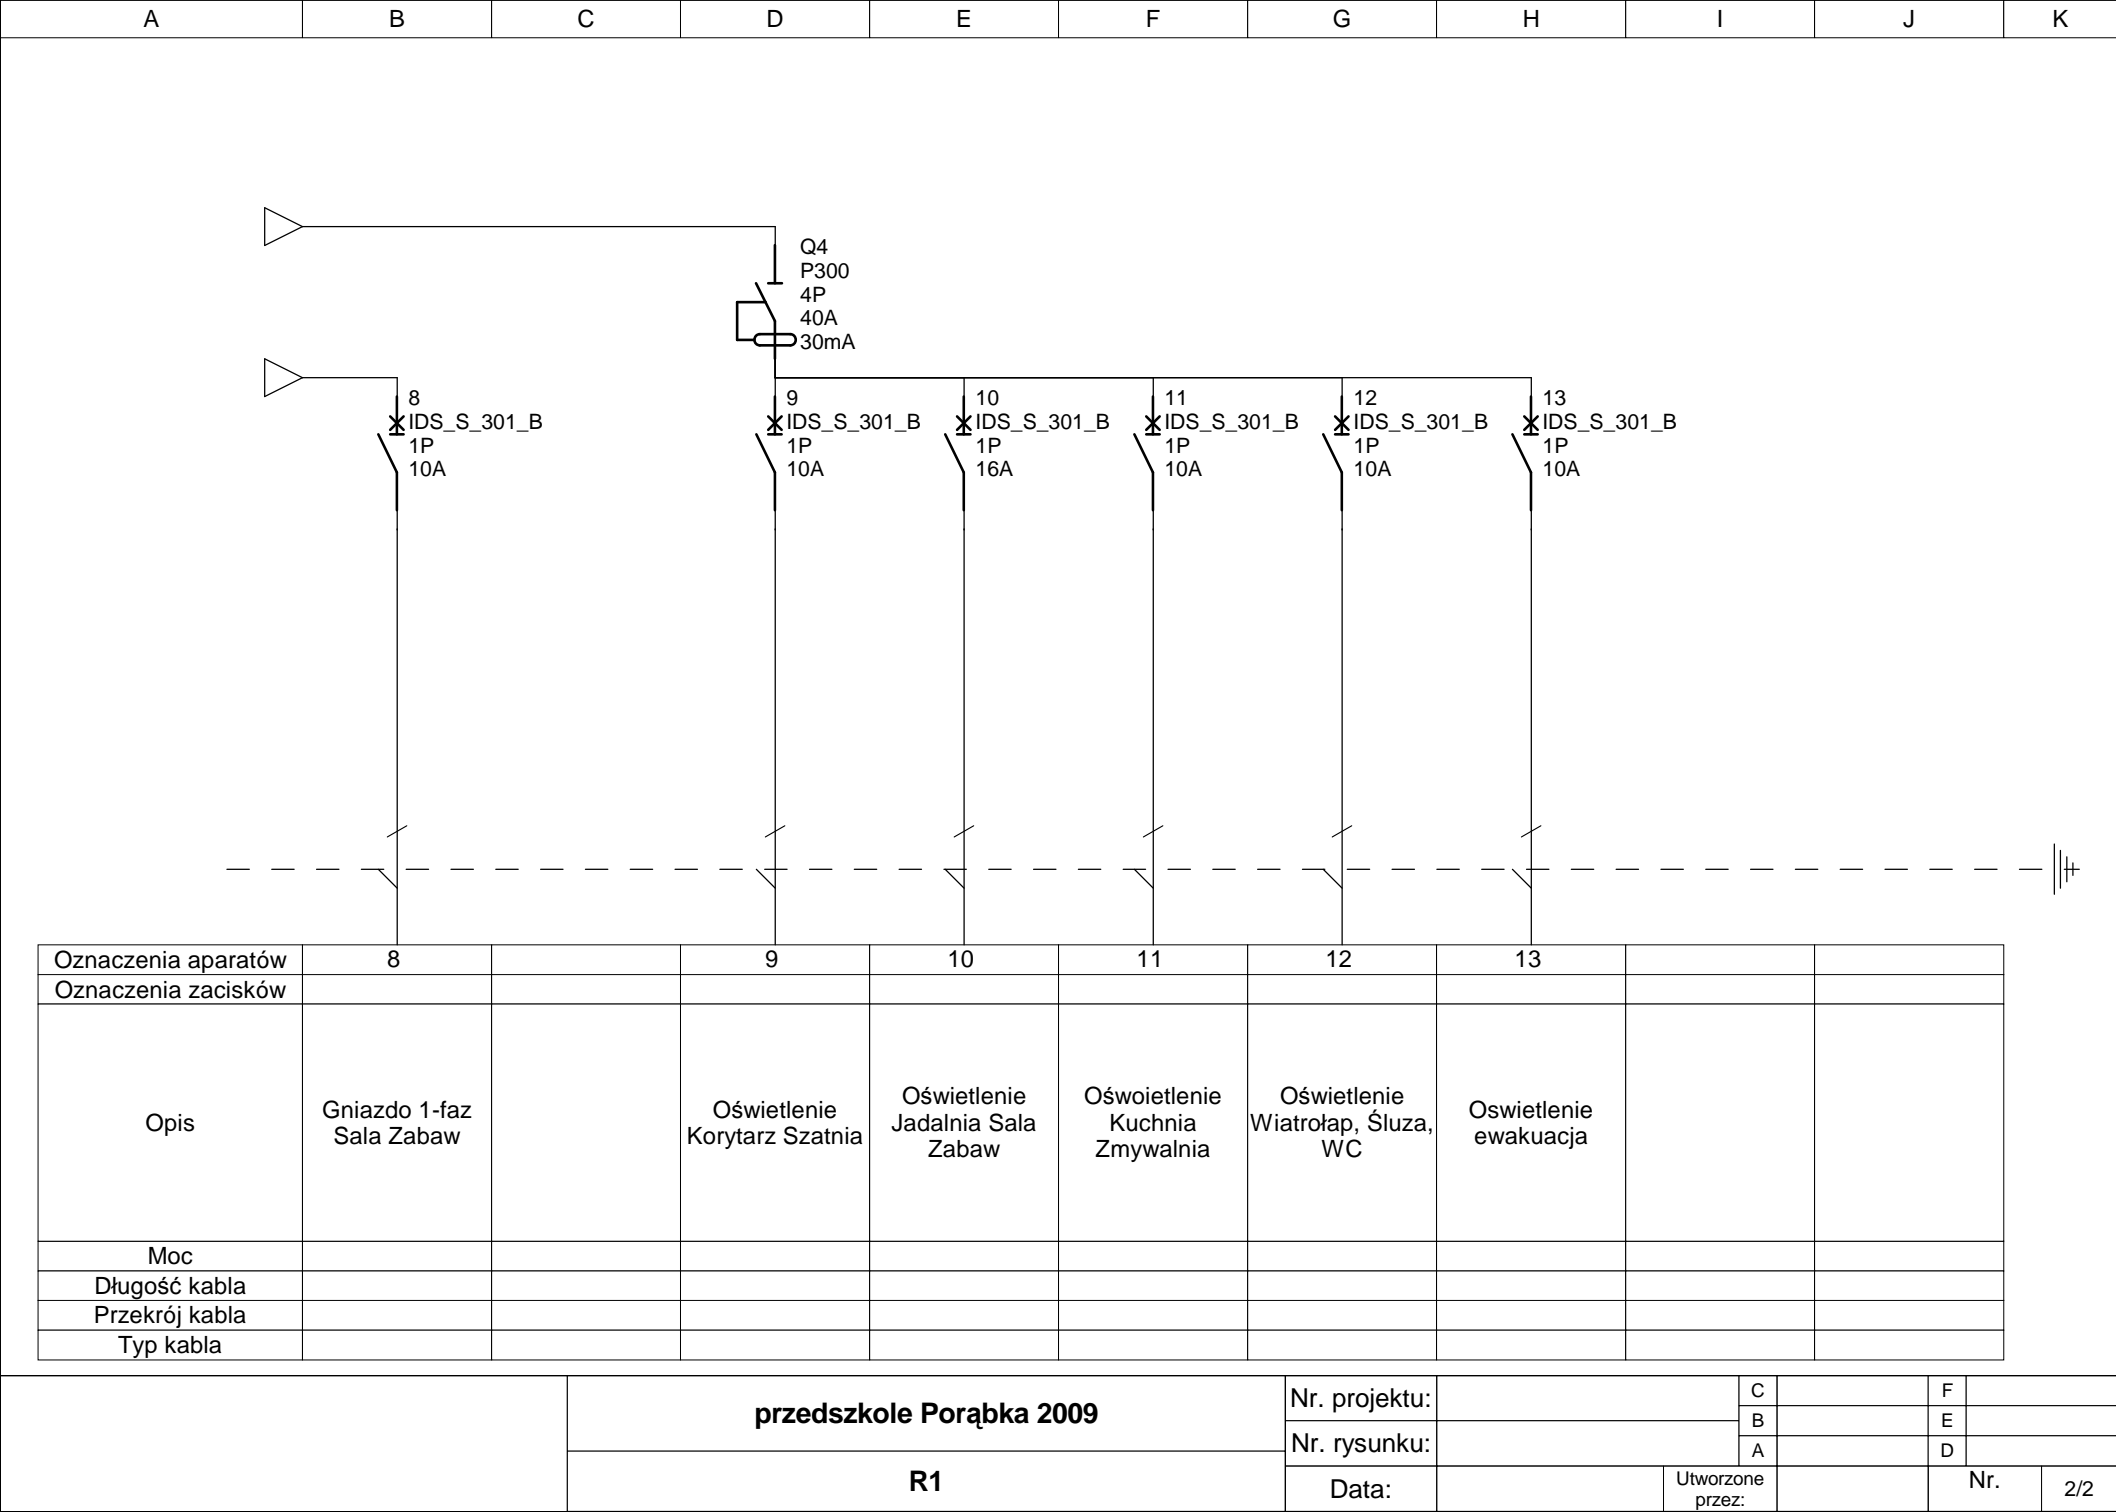 A B C D E F G H I J K
Q4
P300
4P
40A
30mA
8
IDS_S_301_B
1P
10A
9
IDS_S_301_B
1P
10A
10
IDS_S_301_B
1P
16A
11
IDS_S_301_B
1P
10A
12
IDS_S_301_B
1P
10A
13
IDS_S_301_B
1P
10A
Oznaczenia aparatów 8 9 10 11 12 13
Oznaczenia zacisków
Opis
Gniazdo 1-faz
Sala Zabaw
Oświetlenie
Korytarz Szatnia
Oświetlenie
Jadalnia Sala
Zabaw
Ośwoietlenie
Kuchnia
Zmywalnia
Oświetlenie
Wiatrołap, Śluza,
WC
Oswietlenie
ewakuacja
Moc
Długość kabla
Przekrój kabla
Typ kabla
przedszkole Porąbka 2009
R1
Nr. projektu:
Nr. rysunku:
Data:
C F
B E
A D
Utworzone
przez:
Nr. 2/2